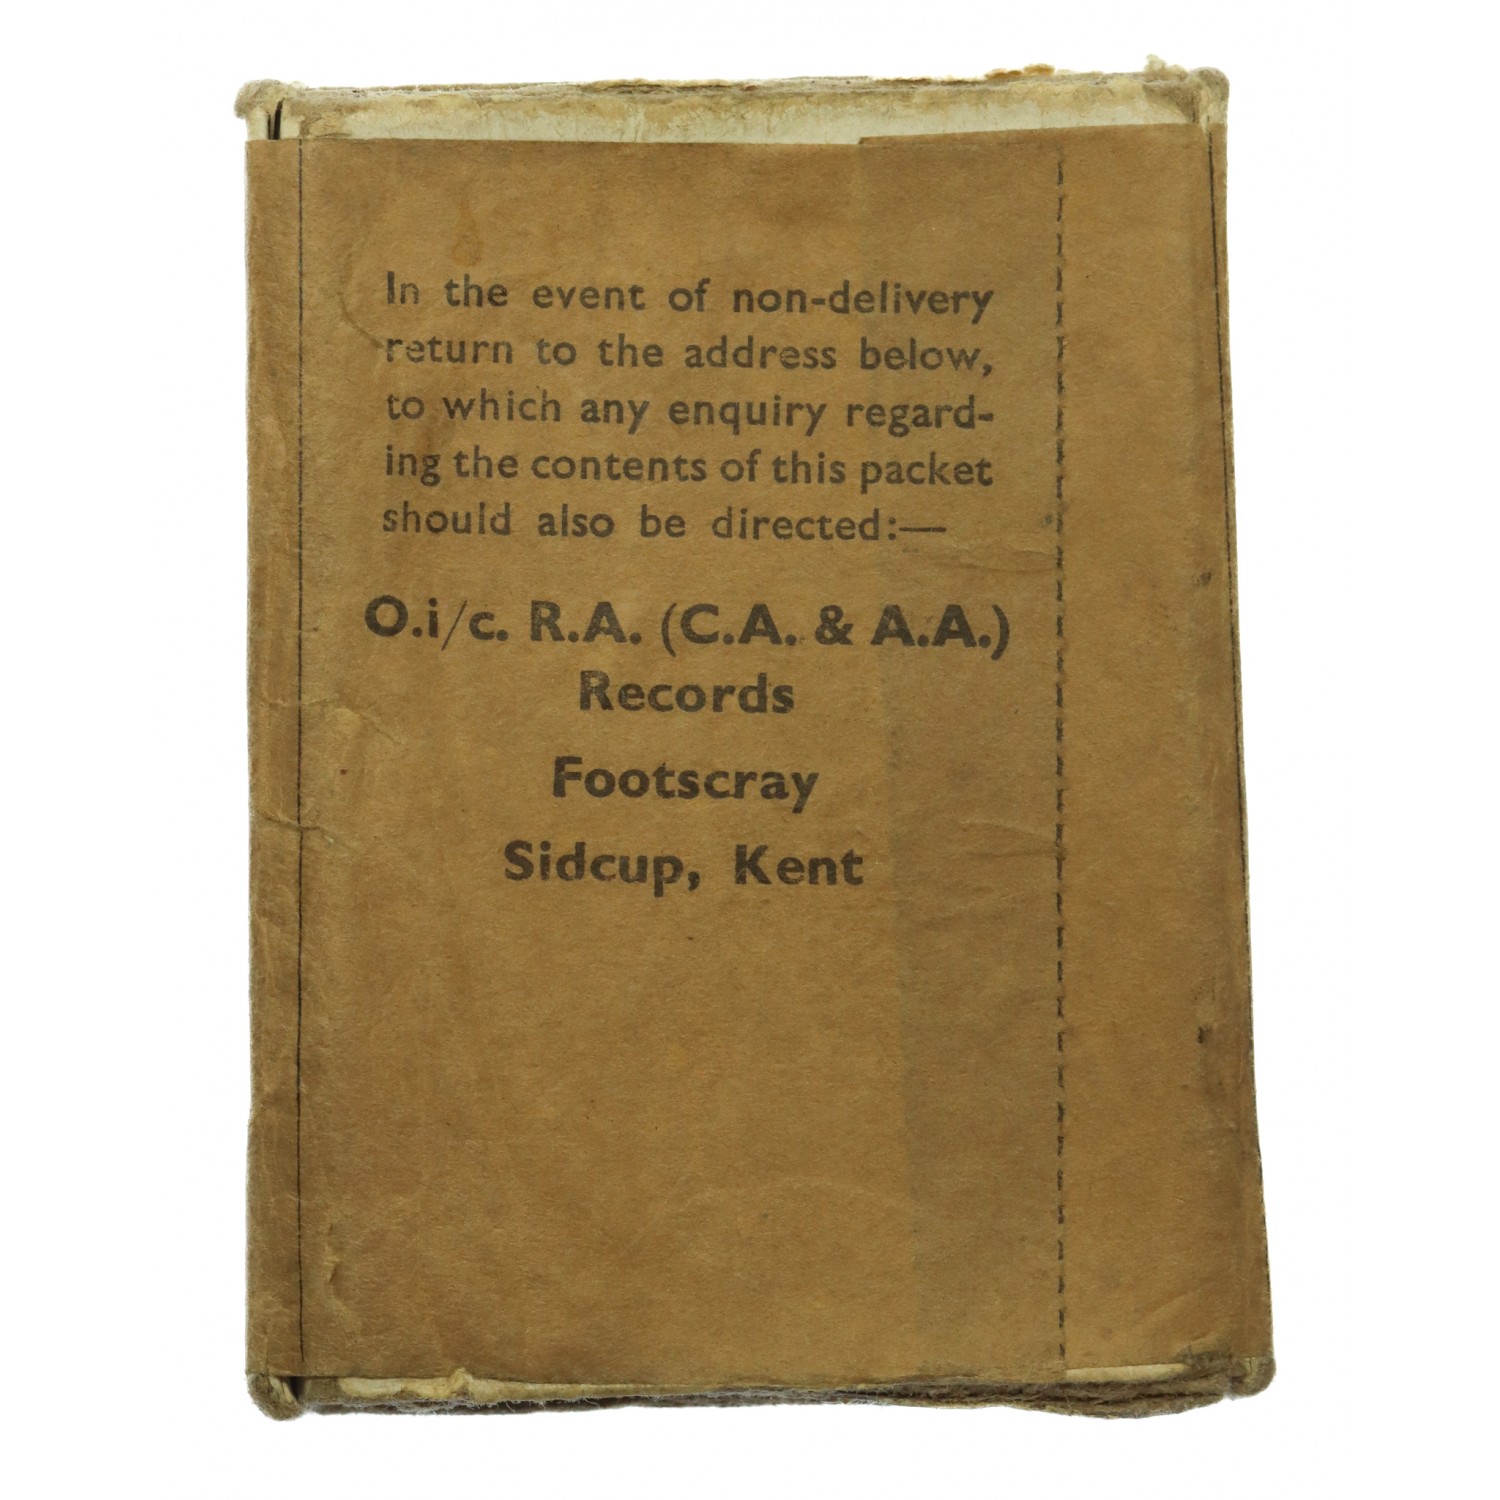 In the event of non-delivery
return to the address below,
to which any enquiry regard-
ing the contents of this packet
should also be directed:—
O.i/c. R.A. (C.A. & A.A.)
Records
Footscray
Sidcup, Kent